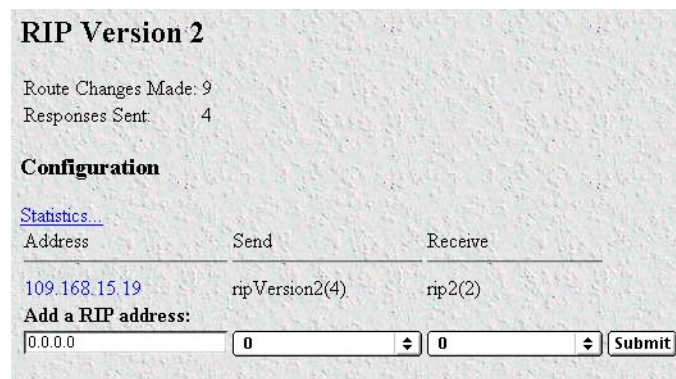 RIP Version 2
Route Changes Made: 9
Responses Sent: 4
Configuration
Statistics...
Address Send Receive
109.168.15.19 ripVersion2(4) rip2(2)
Add a RIP address:
0.0.0.0 0 0 Submit